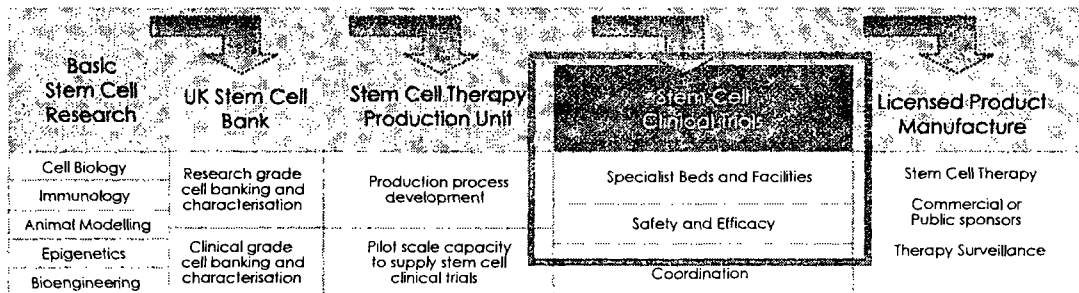 Basic
Stem Cell
Research
UK Stem Cell
Bank
Stem Cell Therapy
Production Unit
Stem Cell
Clinical Trials
Licensed Product
Manufacture
Cell Biology
Immunology
Animal Modelling
Epigenetics
Bioengineering
Research grade
cell banking and
characterisation
Clinical grade
cell banking and
characterisation
Production process
development
Pilot scale capacity
to supply stem cell
clinical trials
Specialist Beds and Facilities
Safety and Efficacy
Coordination
Stem Cell Therapy
Commercial or
Public sponsors
Therapy Surveillance